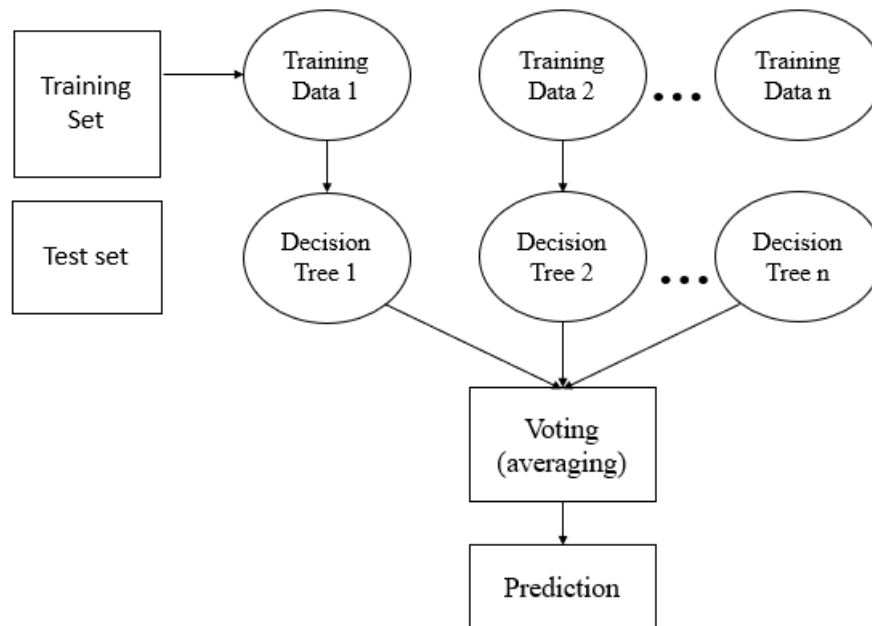 Training
Set
Training
Data 1
Training
Data 2
...
Training
Data n
Test set
Decision
Tree 1
Decision
Tree 2
...
Decision
Tree n
Voting
(averaging)
Prediction